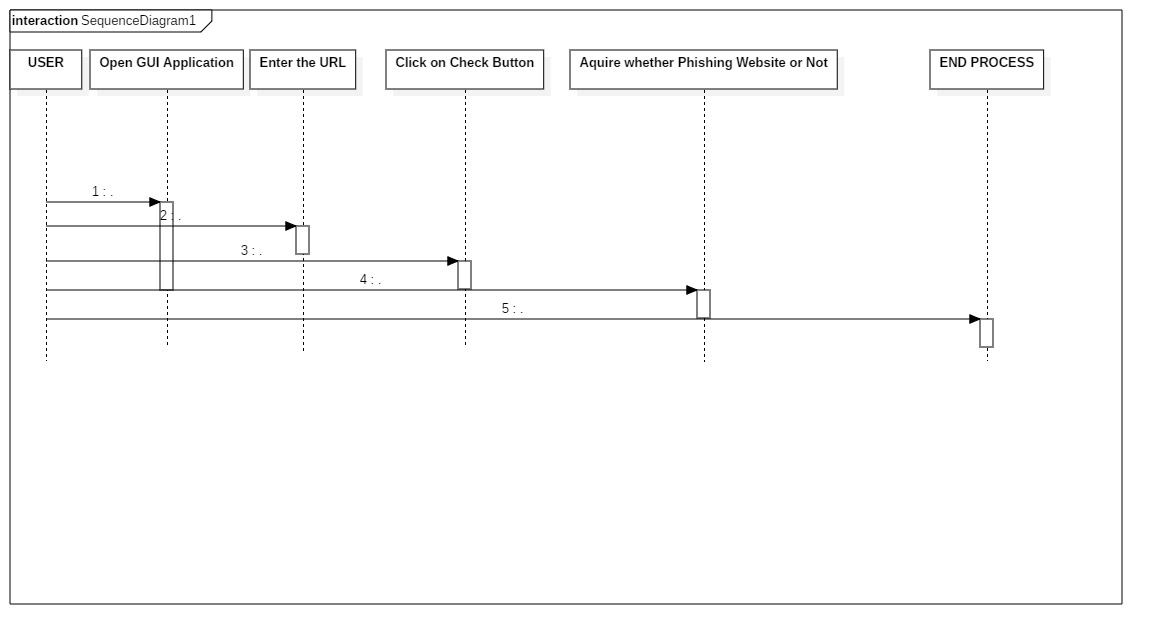 interaction SequenceDiagram1
USER
Open GUI Application
Enter the URL
Click on Check Button
Aquire whether Phishing Website or Not
END PROCESS
1 : .
2 : .
3 : .
4 : .
5 : .